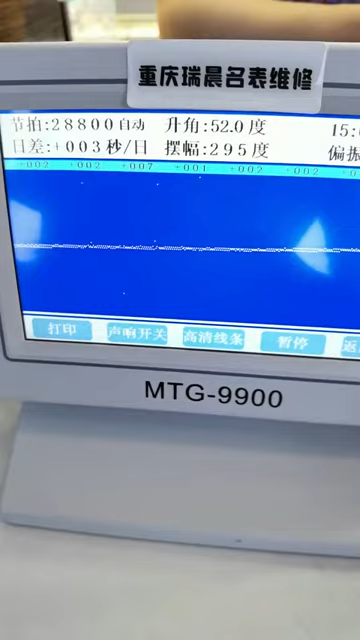 重庆瑞晨名表维修
节拍:28800自动 升角:52.0度 15:
日差:+003秒/日 摆幅:295度 偏振
+002 +002 +007 +001 +002 +002
打印 声响开关 高清线条 暂停 返
MTG-9900